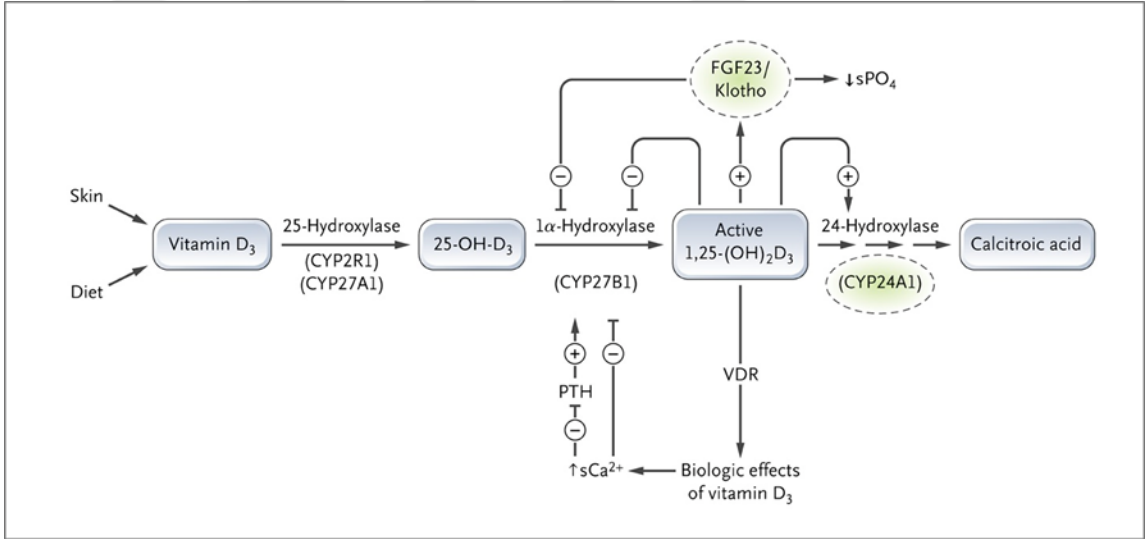 FGF23/
Klotho
↓sPO₄
Skin
Diet
Vitamin D₃
25-Hydroxylase
(CYP2R1)
(CYP27A1)
25-OH-D₃
1α-Hydroxylase
(CYP27B1)
Active
1,25-(OH)₂D₃
24-Hydroxylase
(CYP24A1)
Calcitroic acid
−
−
+
+
+
−
PTH
−
↑sCa²⁺
VDR
Biologic effects
of vitamin D₃